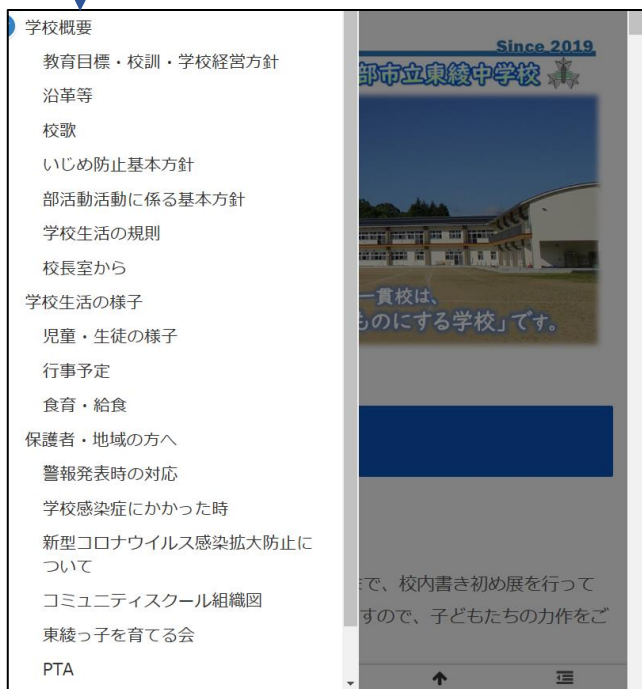 学校概要
教育目標・校訓・学校経営方針
沿革等
校歌
いじめ防止基本方針
部活動活動に係る基本方針
学校生活の規則
校長室から
学校生活の様子
児童・生徒の様子
行事予定
食育・給食
保護者・地域の方へ
警報発表時の対応
学校感染症にかかった時
新型コロナウイルス感染拡大防止に
ついて
コミュニティスクール組織図
東綾っ子を育てる会
PTA
Since 2019
部市立東綾中学校
一貫校は、
ものにする学校」です。
で、校内書き初め展を行って
すので、子どもたちの力作をご